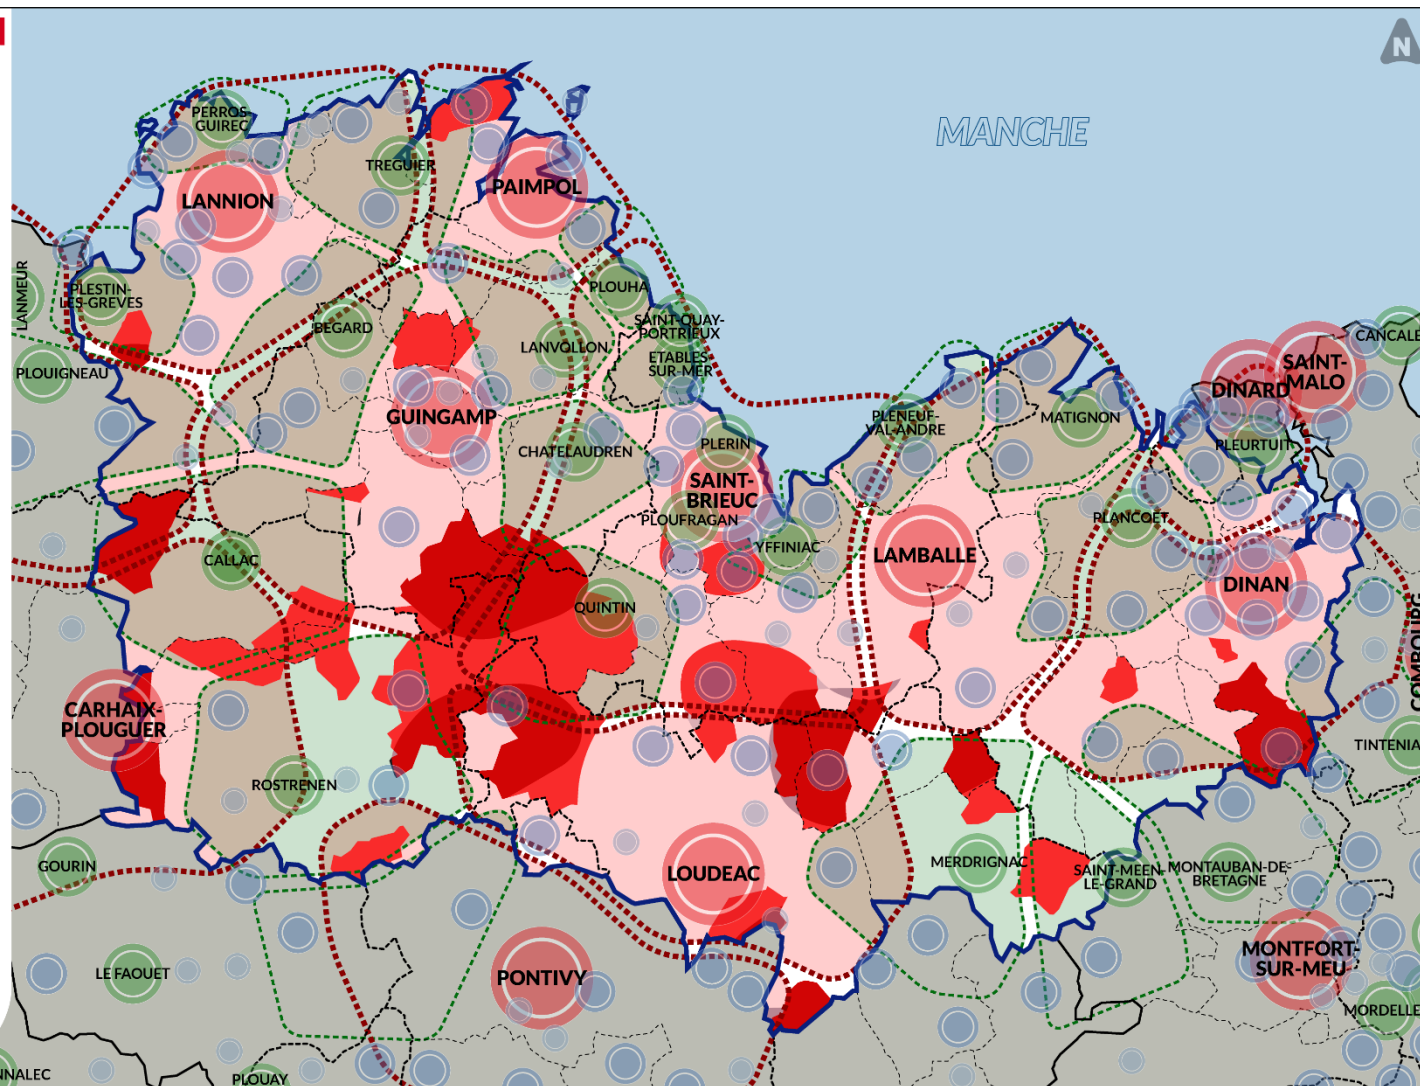 N
MANCHE
PERROS-
GUIREC
TREGUIER
LANNION
PAIMPOL
LANMEUR
PLESTIN-
LES-GREVES
PLOUHA
BEGARD
SAINT-QUAY-
PORTRIEUX
LANVOLLON
ETABLES
SUR-MER
CANCALE
PLOUIGNEAU
SAINT-
MALO
DINARD
GUINGAMP
PLENEUF-
VAL-ANDRE
MATIGNON
PLERIN
PLEURTUIT
CHATELAUDREN
SAINT-
BRIEUC
PLOUFRAGAN
PLANCOET
YFFINIAC
LAMBALLE
CALLAC
DINAN
QUINTIN
COMBOURG
CARHAIX-
PLOUGUER
TINTENIA
ROSTRENEN
GOURIN
LOUDEAC
MERDRIGNAC
SAINT-MEEN-
LE-GRAND
MONTAUBAN-DE-
BRETAGNE
LE FAOUET
PONTIVY
MONTFORT-
SUR-MEU
MORDELLE
NNALEC
PLOUAY